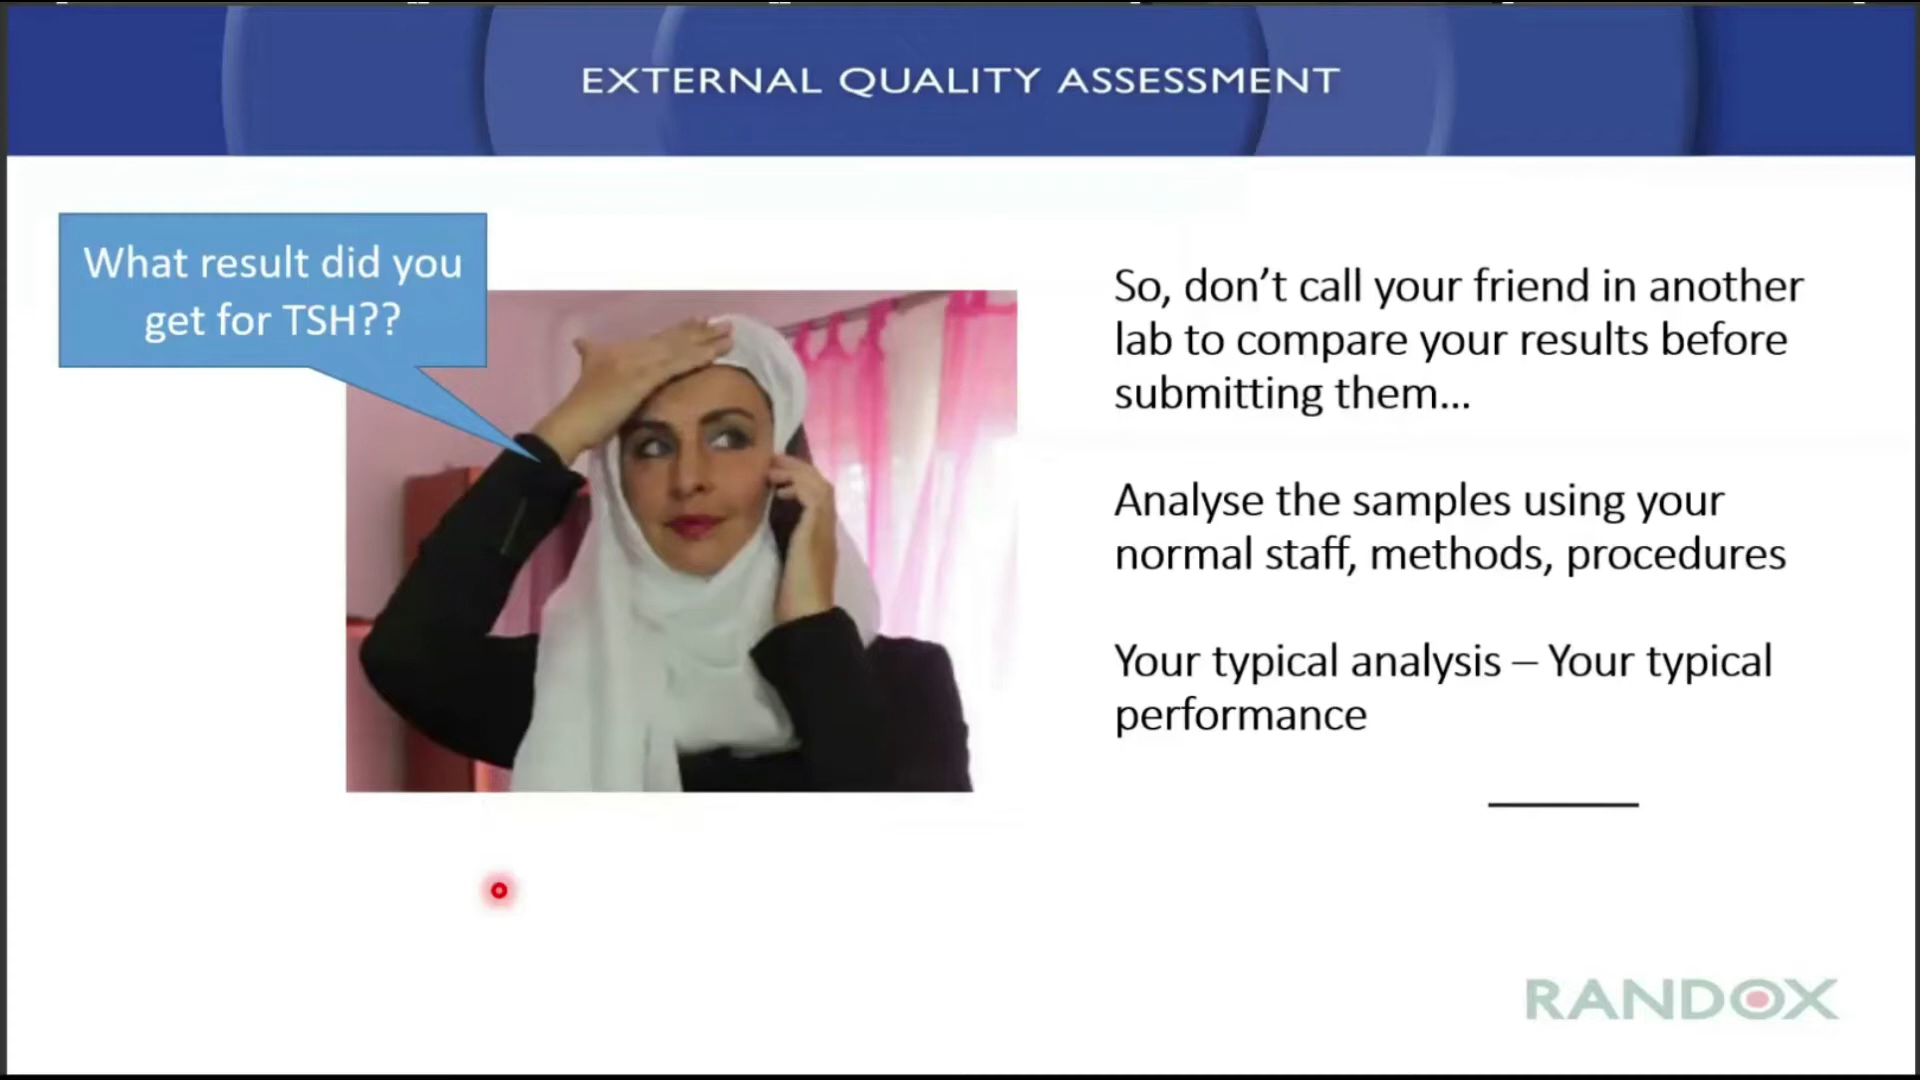 EXTERNAL QUALITY ASSESSMENT
What result did you
get for TSH??
So, don’t call your friend in another
lab to compare your results before
submitting them...
Analyse the samples using your
normal staff, methods, procedures
Your typical analysis – Your typical
performance
RANDOX